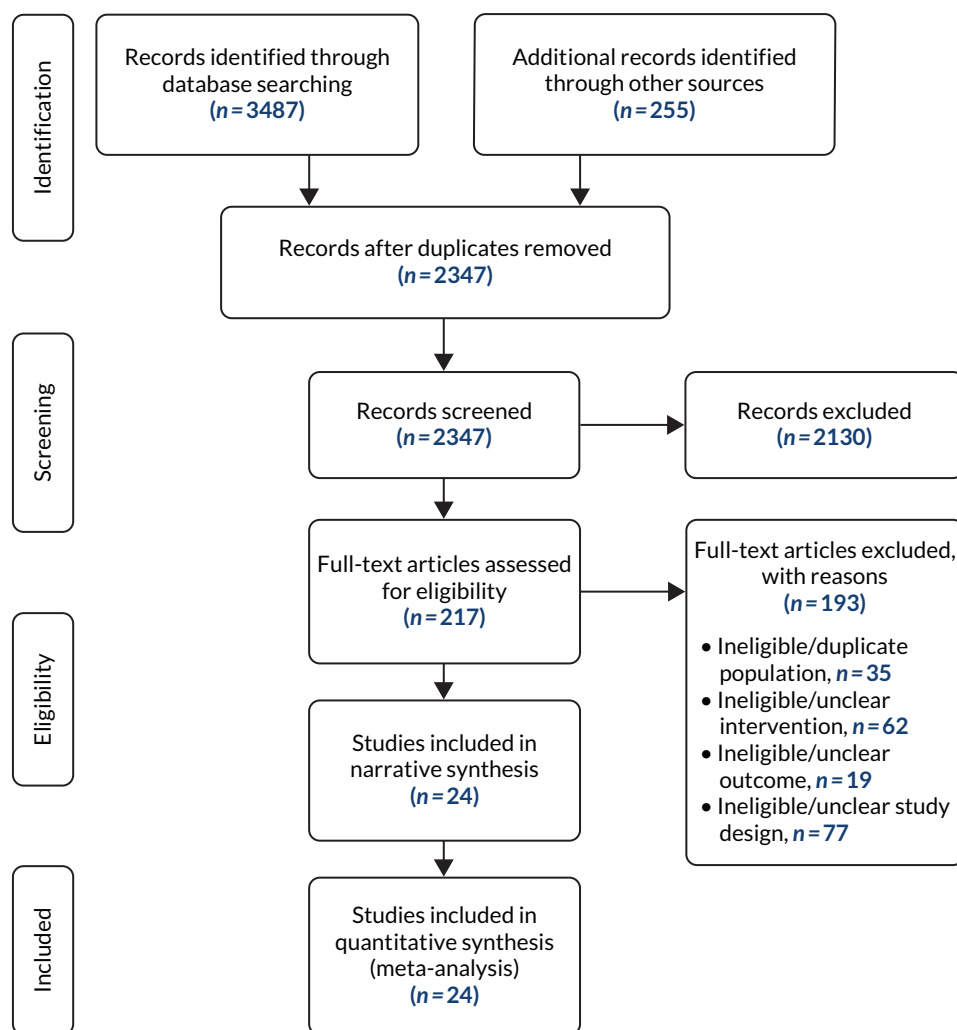 Identification
Records identified through
database searching
(n=3487)
Additional records identified
through other sources
(n=255)
Records after duplicates removed
(n=2347)
Screening
Records screened
(n=2347)
Records excluded
(n=2130)
Eligibility
Full-text articles assessed
for eligibility
(n=217)
Full-text articles excluded,
with reasons
(n=193)
• Ineligible/duplicate
population, n=35
• Ineligible/unclear
intervention, n=62
• Ineligible/unclear
outcome, n=19
• Ineligible/unclear study
design, n=77
Studies included in
narrative synthesis
(n=24)
Included
Studies included in
quantitative synthesis
(meta-analysis)
(n=24)